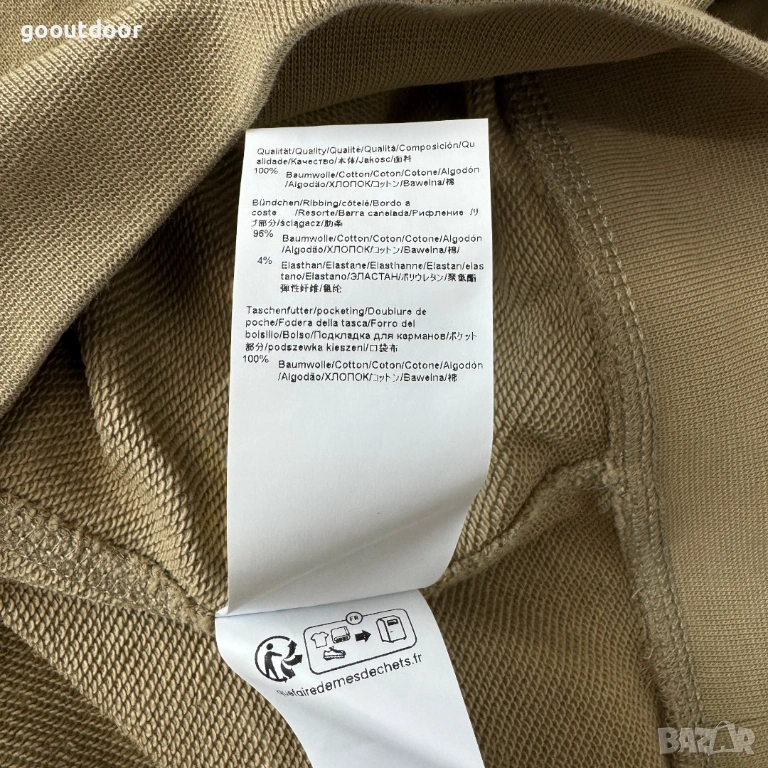 gooutdoor
Qualität/Quality/Qualité/Qualità/Composición/Qu
alidade/Качество/本体/Jakosc/面料
100% Baumwolle/Cotton/Coton/Cotone/Algodón
/Algodão/ХЛОПОК/コットン/Bawelna/棉
Bündchen/Ribbing/côtelé/Bordo a
coste /Resorte/Barra canelada/Рифление /リ
ブ部分/ściągacz/肋条
96% Baumwolle/Cotton/Coton/Cotone/Algodón
/Algodão/ХЛОПОК/コットン/Bawelna/棉/
4% Elasthan/Elastane/Elasthanne/Elastan/elas
tano/Elastano/ЭЛАСТАН/ポリウレタン/聚氨酯
弹性纤维/氨纶
Taschenfutter/pocketing/Doublure de
poche/Fodera della tasca/Forro del
bolsillo/Bolso/Подкладка для карманов/ポケット
部分/podszewka kieszeni/口袋布
100% Baumwolle/Cotton/Coton/Cotone/Algodón
/Algodão/ХЛОПОК/コットン/Bawelna/棉
FR
quefairedemesdechets.fr
BAZAR